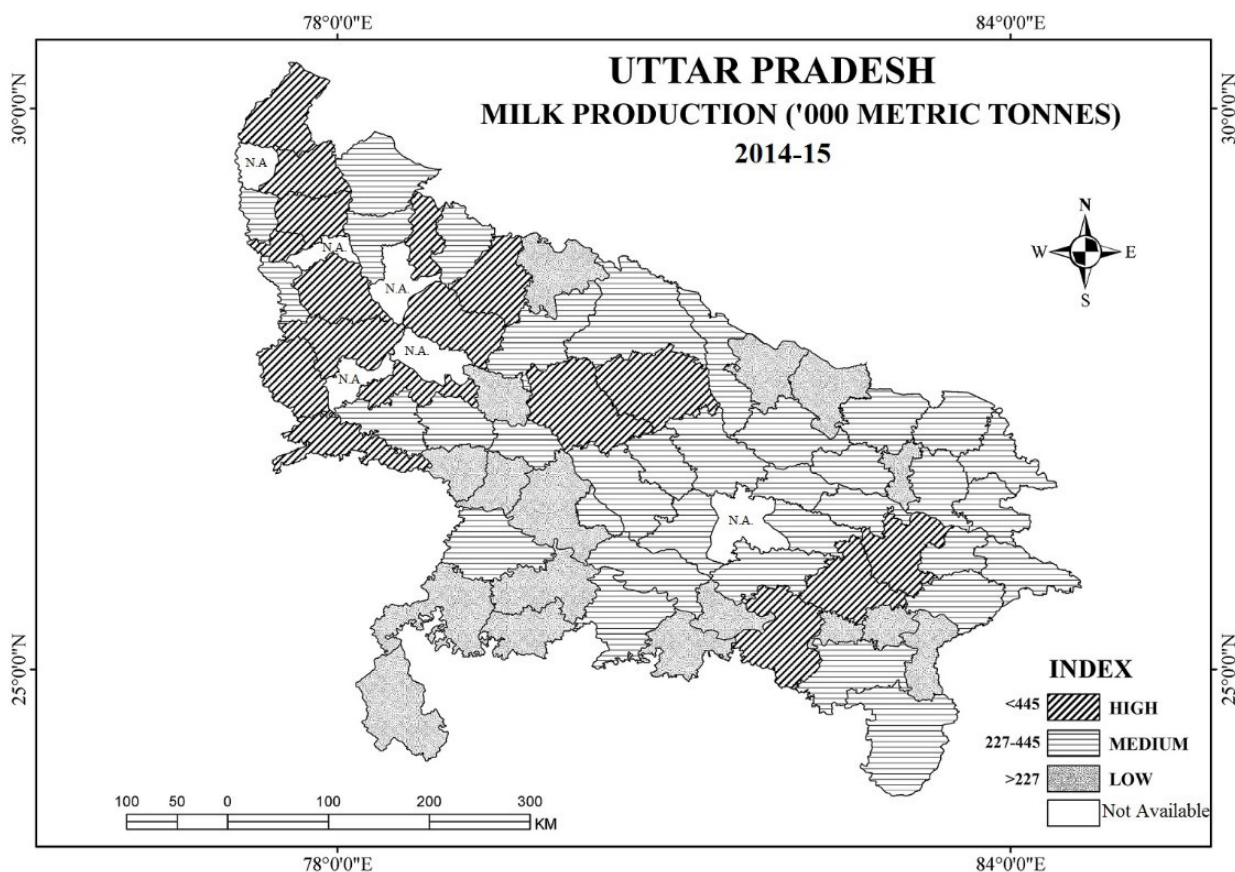 78°0'0"E 84°0'0"E
UTTAR PRADESH
MILK PRODUCTION ('000 METRIC TONNES)
2014-15
30°0'0"N 30°0'0"N
N.A
N
W E
S
N.A.
N.A.
N.A.
N.A.
N.A.
25°0'0"N 25°0'0"N
INDEX
<445 HIGH
227-445 MEDIUM
>227 LOW
Not Available
100 50 0 100 200 300
KM
78°0'0"E 84°0'0"E